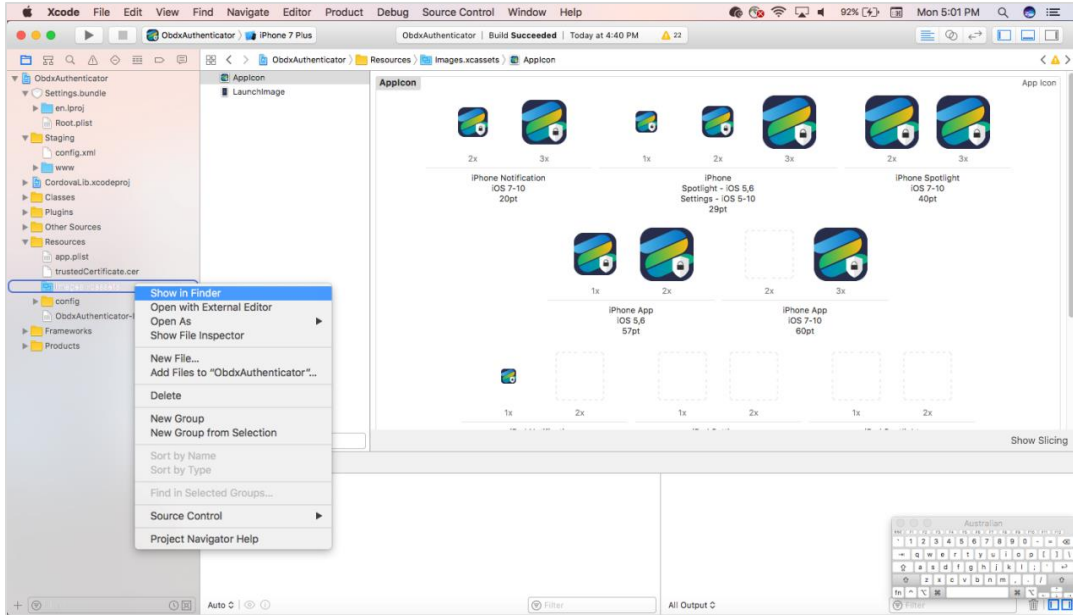 Xcode File Edit View Find Navigate Editor Product Debug Source Control Window Help 92% Mon 5:01 PM
ObdxAuthenticator iPhone 7 Plus ObdxAuthenticator | Build Succeeded | Today at 4:40 PM 22
ObdxAuthenticator Resources Images.xcassets AppIcon
ObdxAuthenticator
Settings.bundle
en.lproj
Root.plist
Staging
config.xml
www
CordovaLib.xcodeproj
Classes
Plugins
Other Sources
Resources
app.plist
trustedCertificate.cer
Images.xcassets
config
ObdxAuthenticator-
Frameworks
Products
Show in Finder
Open with External Editor
Open As
Show File Inspector
New File...
Add Files to “ObdxAuthenticator”...
Delete
New Group
New Group from Selection
Sort by Name
Sort by Type
Find in Selected Groups...
Source Control
Project Navigator Help
AppIcon
LaunchImage
AppIcon App Icon
2x 3x 1x 2x 3x 2x 3x
iPhone Notification
iOS 7-10
20pt
iPhone
Spotlight - iOS 5,6
Settings - iOS 5-10
29pt
iPhone Spotlight
iOS 7-10
40pt
1x 2x 2x 3x
iPhone App
iOS 5,6
57pt
iPhone App
iOS 7-10
60pt
1x 2x 1x 2x 1x 2x
Show Slicing
Australian
` 1 2 3 4 5 6 7 8 9 0 - =
q w e r t y u i o p [ ] \
a s d f g h j k l ; '
z x c v b n m , . /
fn
Auto Filter All Output Filter